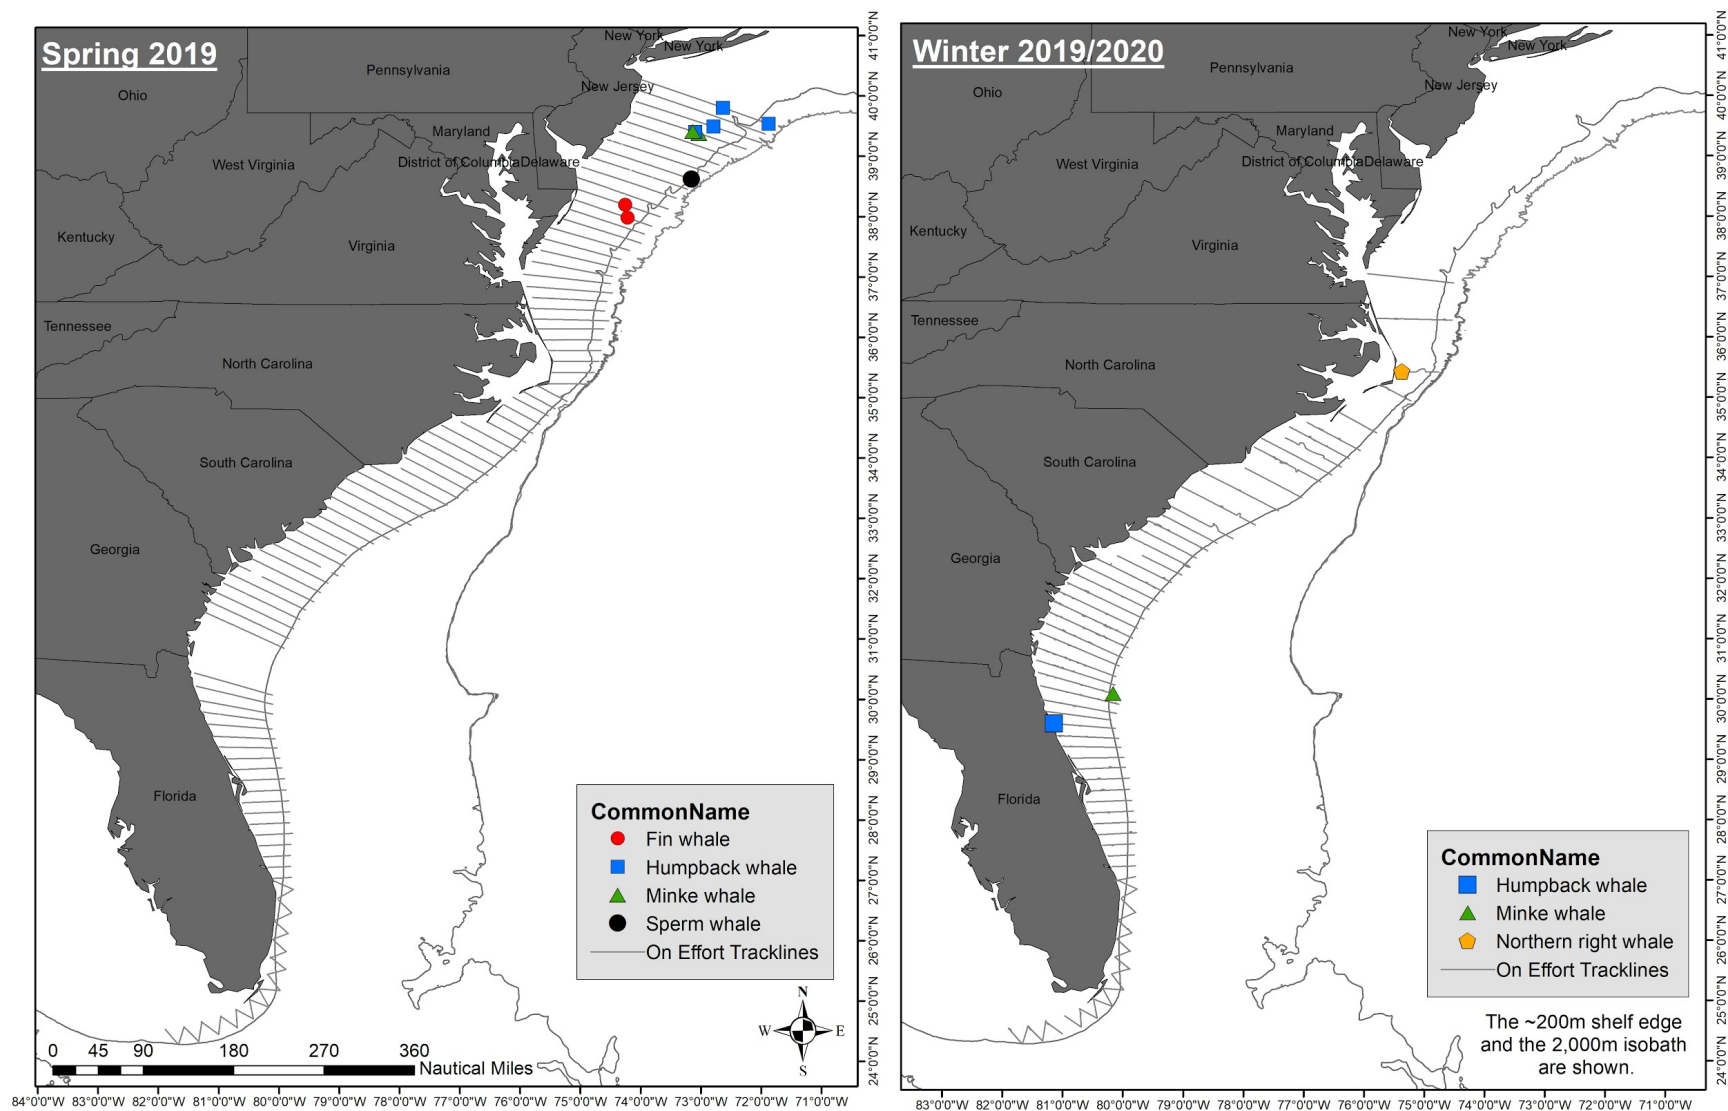 Spring 2019
New York
New York
Pennsylvania
Ohio
New Jersey
Maryland
West Virginia
District of Columbia
Delaware
Kentucky
Virginia
Tennessee
North Carolina
South Carolina
Georgia
Florida
CommonName
Fin whale
Humpback whale
Minke whale
Sperm whale
On Effort Tracklines
N
W
E
S
0 45 90 180 270 360
Nautical Miles
41°0'0"N
40°0'0"N
39°0'0"N
38°0'0"N
37°0'0"N
36°0'0"N
35°0'0"N
34°0'0"N
33°0'0"N
32°0'0"N
31°0'0"N
30°0'0"N
29°0'0"N
28°0'0"N
27°0'0"N
26°0'0"N
25°0'0"N
24°0'0"N
84°0'0"W 83°0'0"W 82°0'0"W 81°0'0"W 80°0'0"W 79°0'0"W 78°0'0"W 77°0'0"W 76°0'0"W 75°0'0"W 74°0'0"W 73°0'0"W 72°0'0"W 71°0'0"W
Winter 2019/2020
New York
New York
Pennsylvania
Ohio
New Jersey
Maryland
West Virginia
District of Columbia
Delaware
Kentucky
Virginia
Tennessee
North Carolina
South Carolina
Georgia
Florida
CommonName
Humpback whale
Minke whale
Northern right whale
On Effort Tracklines
The ~200m shelf edge
and the 2,000m isobath
are shown.
41°0'0"N
40°0'0"N
39°0'0"N
38°0'0"N
37°0'0"N
36°0'0"N
35°0'0"N
34°0'0"N
33°0'0"N
32°0'0"N
31°0'0"N
30°0'0"N
29°0'0"N
28°0'0"N
27°0'0"N
26°0'0"N
25°0'0"N
24°0'0"N
83°0'0"W 82°0'0"W 81°0'0"W 80°0'0"W 79°0'0"W 78°0'0"W 77°0'0"W 76°0'0"W 75°0'0"W 74°0'0"W 73°0'0"W 72°0'0"W 71°0'0"W